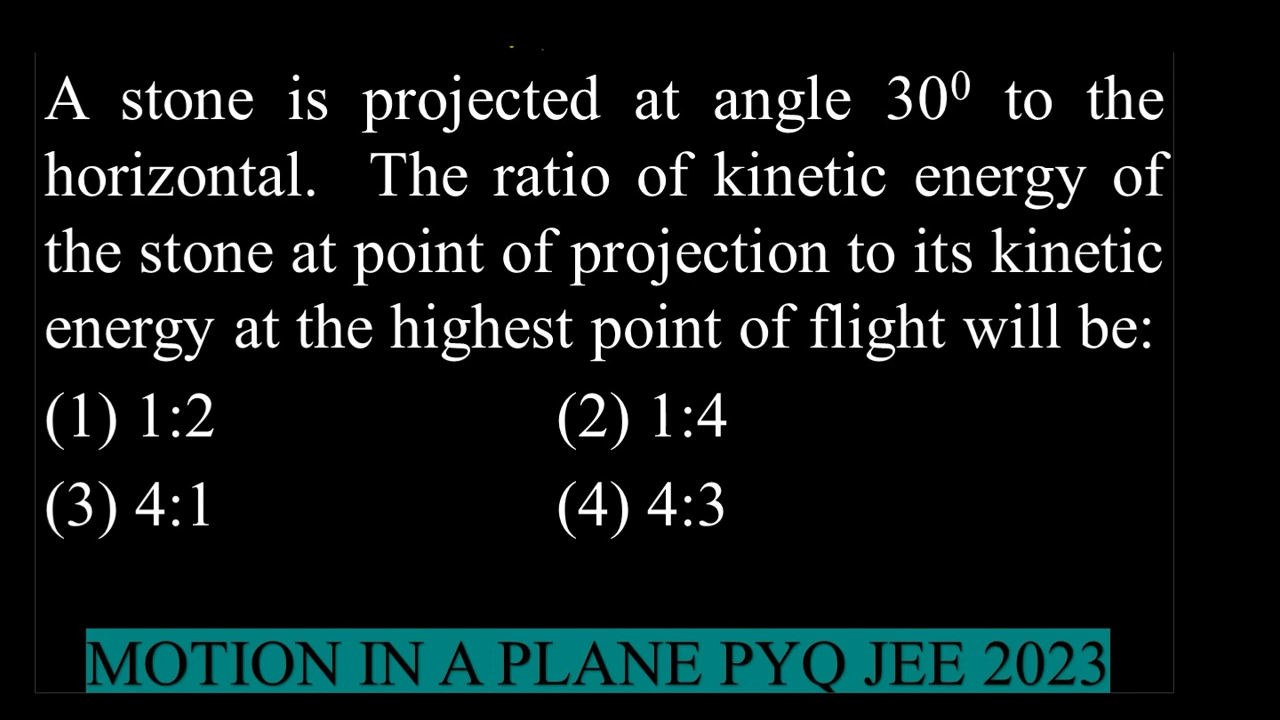 A stone is projected at angle 30⁰ to the
horizontal. The ratio of kinetic energy of
the stone at point of projection to its kinetic
energy at the highest point of flight will be:
(1) 1:2 (2) 1:4
(3) 4:1 (4) 4:3
MOTION IN A PLANE PYQ JEE 2023